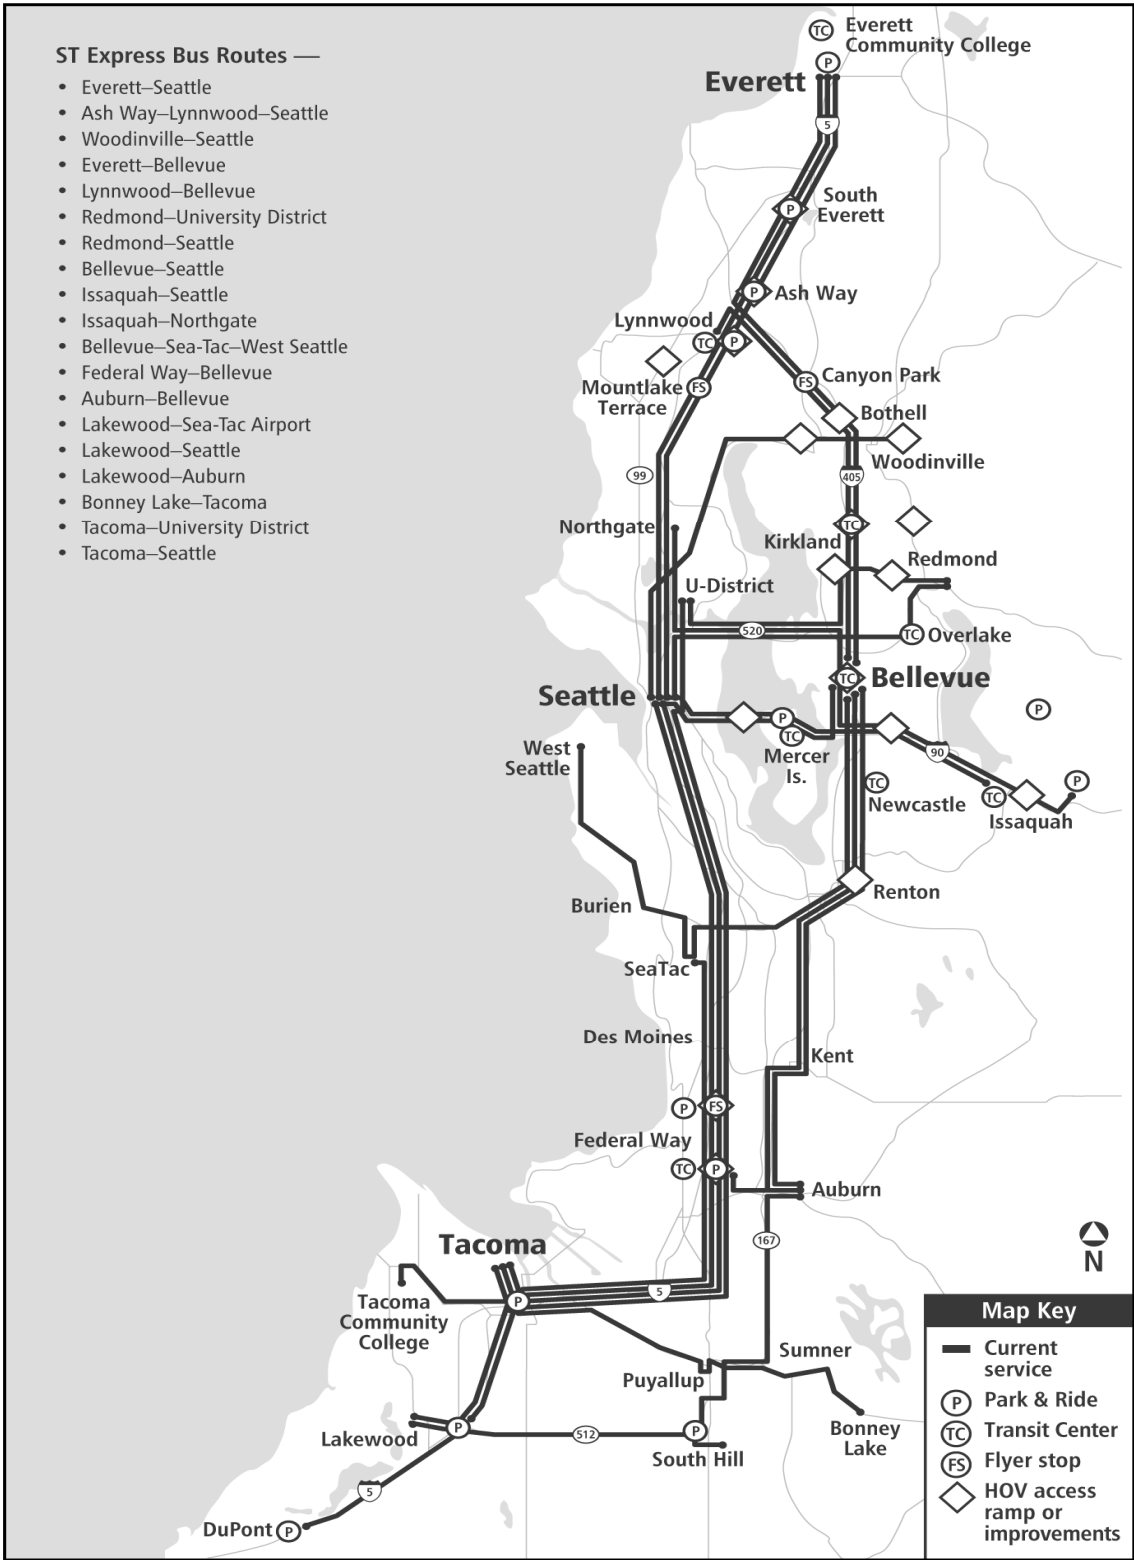 ST Express Bus Routes —
• Everett–Seattle
• Ash Way–Lynnwood–Seattle
• Woodinville–Seattle
• Everett–Bellevue
• Lynnwood–Bellevue
• Redmond–University District
• Redmond–Seattle
• Bellevue–Seattle
• Issaquah–Seattle
• Issaquah–Northgate
• Bellevue–Sea-Tac–West Seattle
• Federal Way–Bellevue
• Auburn–Bellevue
• Lakewood–Sea-Tac Airport
• Lakewood–Seattle
• Lakewood–Auburn
• Bonney Lake–Tacoma
• Tacoma–University District
• Tacoma–Seattle
TC Everett
Community College
P
Everett
5
South
Everett
P
P Ash Way
Lynnwood
TC P
Mountlake
Terrace
FS
FS Canyon Park
Bothell
Woodinville
99
405
Northgate
TC
Kirkland
Redmond
U-District
520
TC Overlake
TC Bellevue
Seattle
P
P
TC
Mercer
Is.
90
West
Seattle
TC
Newcastle
TC
P
Issaquah
Renton
Burien
SeaTac
Des Moines
Kent
P FS
Federal Way
TC P
Auburn
167
N
Tacoma
5
P
Tacoma
Community
College
Sumner
Puyallup
Bonney
Lake
P
Lakewood
512
P
South Hill
5
DuPont P
Map Key
Current
service
P Park & Ride
TC Transit Center
FS Flyer stop
HOV access
ramp or
improvements